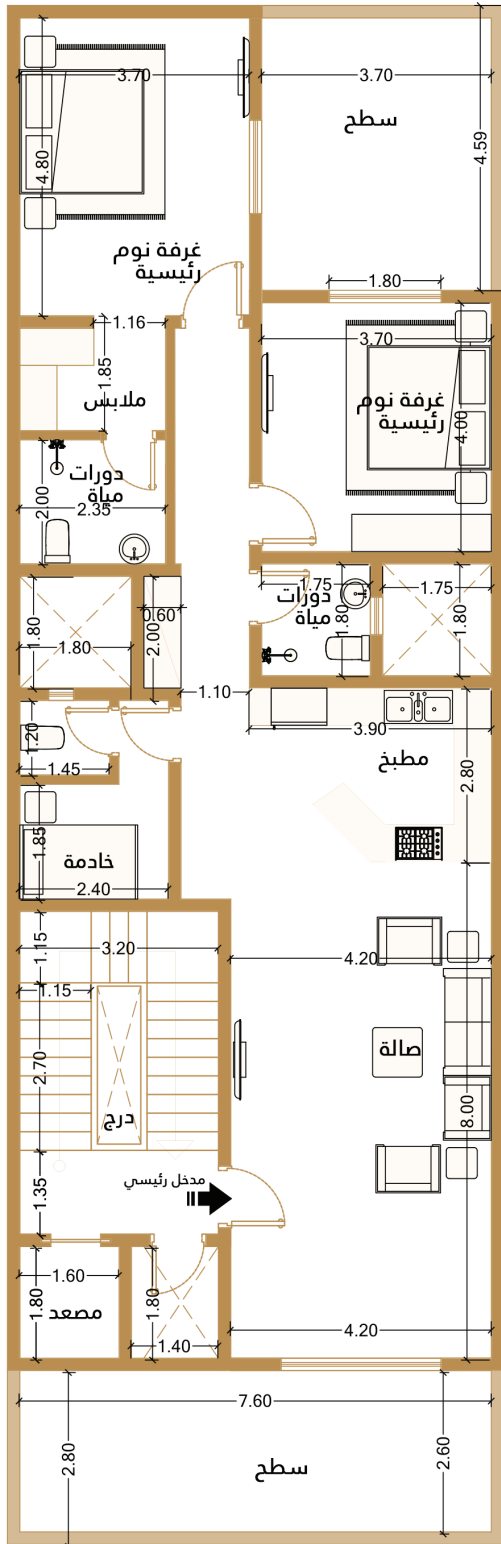 3.70
3.70
سطح
4.59
4.80
غرفة نوم
رئيسية
1.80
1.16
3.70
1.85
ملابس
غرفة نوم
رئيسية
4.00
دورات
مياة
2.00
2.35
1.75
دورات
مياة
1.80
1.75
1.80
0.60
1.80
1.80
2.00
1.10
3.90
1.20
مطبخ
1.45
2.80
1.85
خادمة
2.40
1.15
3.20
4.20
1.15
صالة
2.70
درج
8.00
مدخل رئيسي
1.35
1.60
1.80
مصعد
1.80
1.40
4.20
7.60
2.80
2.60
سطح